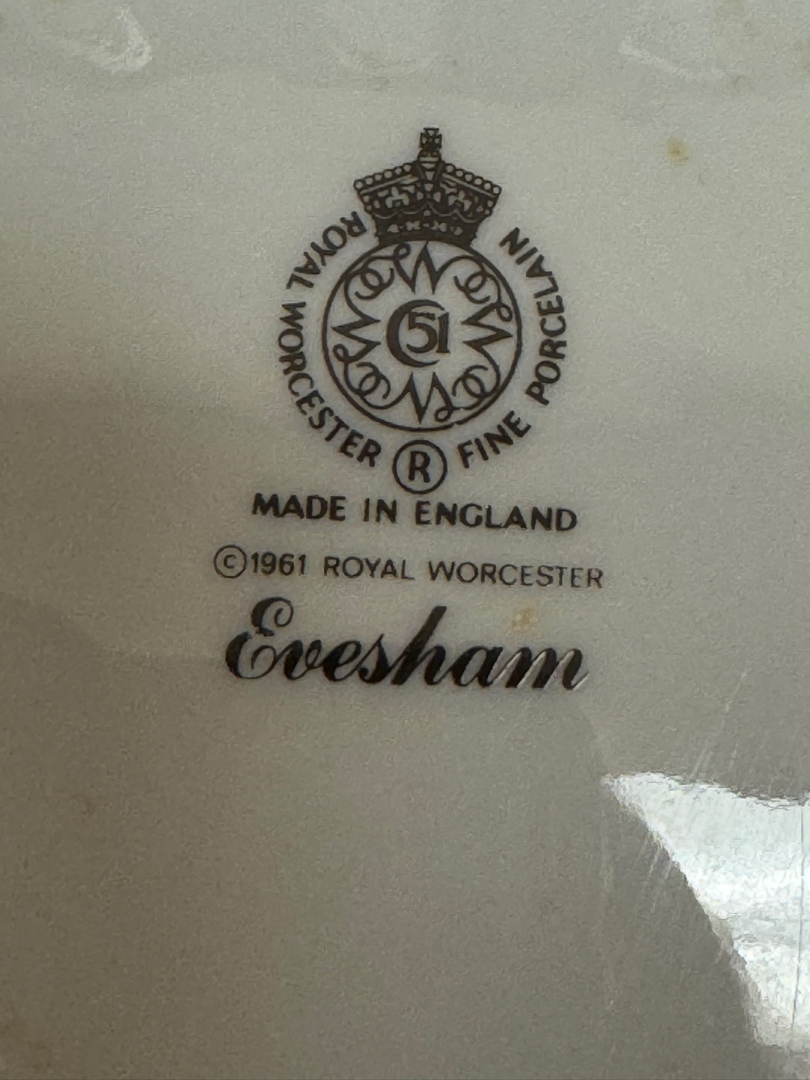 ROYAL WORCESTER ® FINE PORCELAIN
51
MADE IN ENGLAND
©1961 ROYAL WORCESTER
Evesham